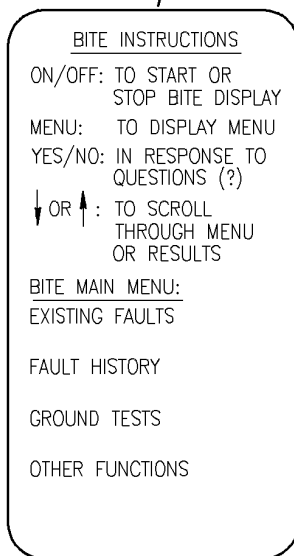 BITE INSTRUCTIONS
ON/OFF: TO START OR
STOP BITE DISPLAY
MENU: TO DISPLAY MENU
YES/NO: IN RESPONSE TO
QUESTIONS (?)
↓ OR ↑: TO SCROLL
THROUGH MENU
OR RESULTS
BITE MAIN MENU:
EXISTING FAULTS
FAULT HISTORY
GROUND TESTS
OTHER FUNCTIONS